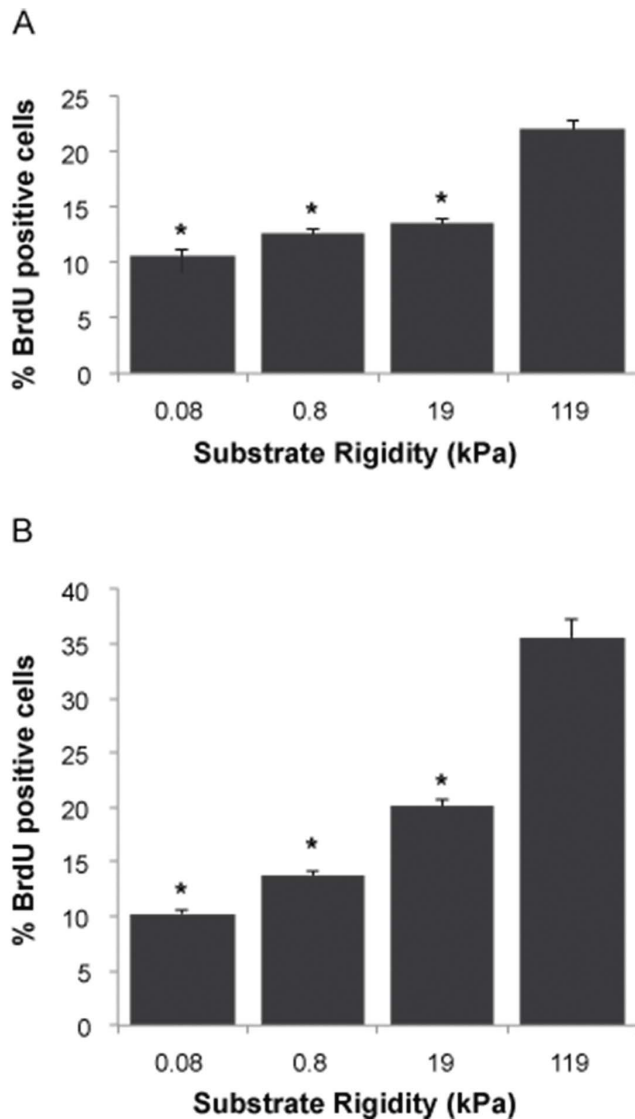 A
25
20
15
10
5
0
% BrdU positive cells
* * *
0.08 0.8 19 119
Substrate Rigidity (kPa)
B
40
35
30
25
20
15
10
5
0
% BrdU positive cells
* * *
0.08 0.8 19 119
Substrate Rigidity (kPa)